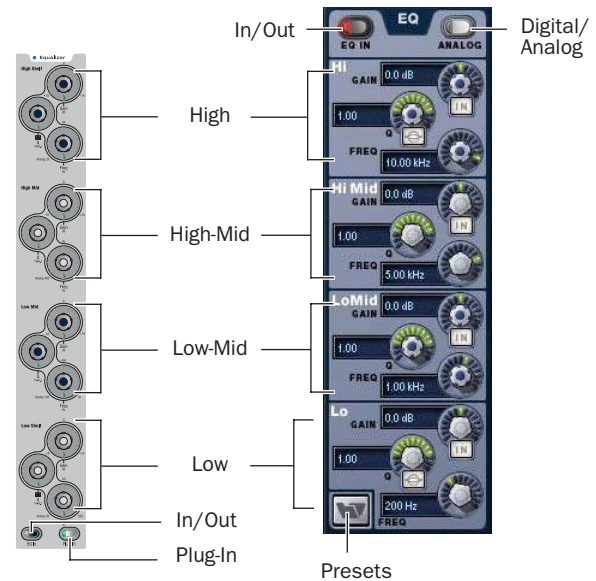 In/Out
Digital/
Analog
Equalizer
High Shelf
High
High Mid
High-Mid
Low Mid
Low-Mid
Low Shelf
Low
In/Out
Plug-In
EQ
EQ IN
ANALOG
Hi
GAIN
0.0 dB
IN
1.00
Q
FREQ
10.00 kHz
Hi Mid
GAIN
0.0 dB
IN
1.00
Q
FREQ
5.00 kHz
LoMid
GAIN
0.0 dB
IN
1.00
Q
FREQ
1.00 kHz
Lo
GAIN
0.0 dB
IN
1.00
Q
200 Hz
FREQ
Presets